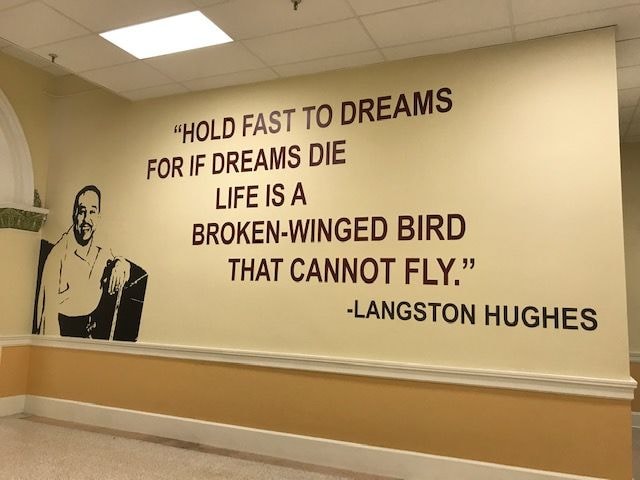 “HOLD FAST TO DREAMS
FOR IF DREAMS DIE
LIFE IS A
BROKEN-WINGED BIRD
THAT CANNOT FLY.”
-LANGSTON HUGHES